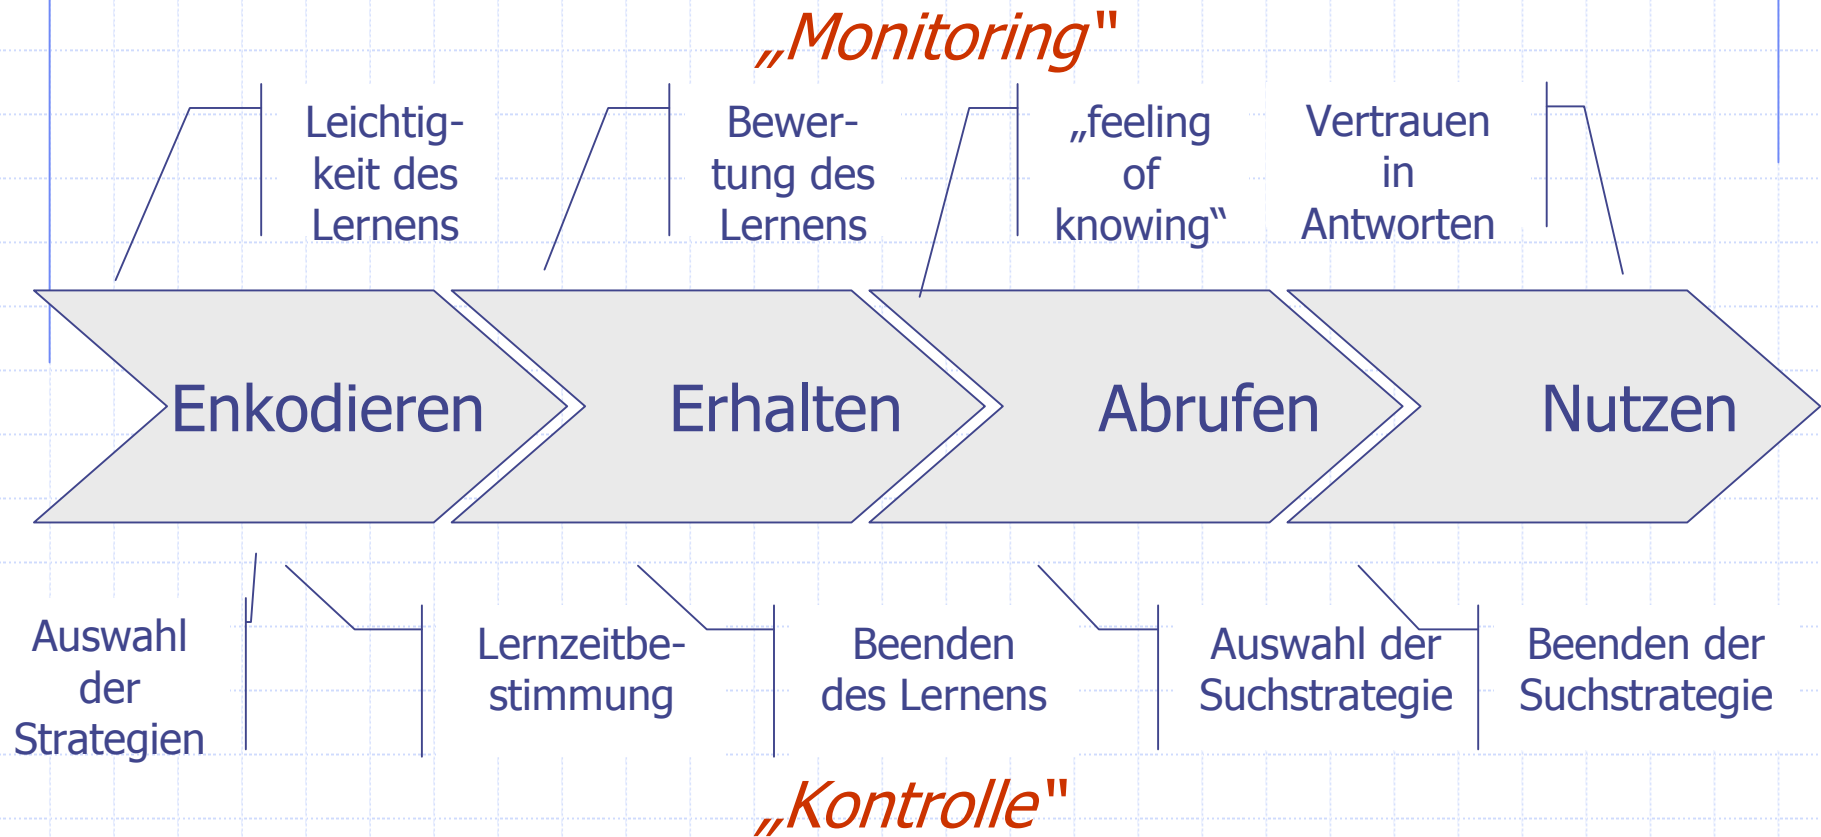 „Monitoring“
Leichtig-
keit des
Lernens
Bewer-
tung des
Lernens
„feeling
of
knowing“
Vertrauen
in
Antworten
Enkodieren
Erhalten
Abrufen
Nutzen
Auswahl
der
Strategien
Lernzeitbe-
stimmung
Beenden
des Lernens
Auswahl der
Suchstrategie
Beenden der
Suchstrategie
„Kontrolle“